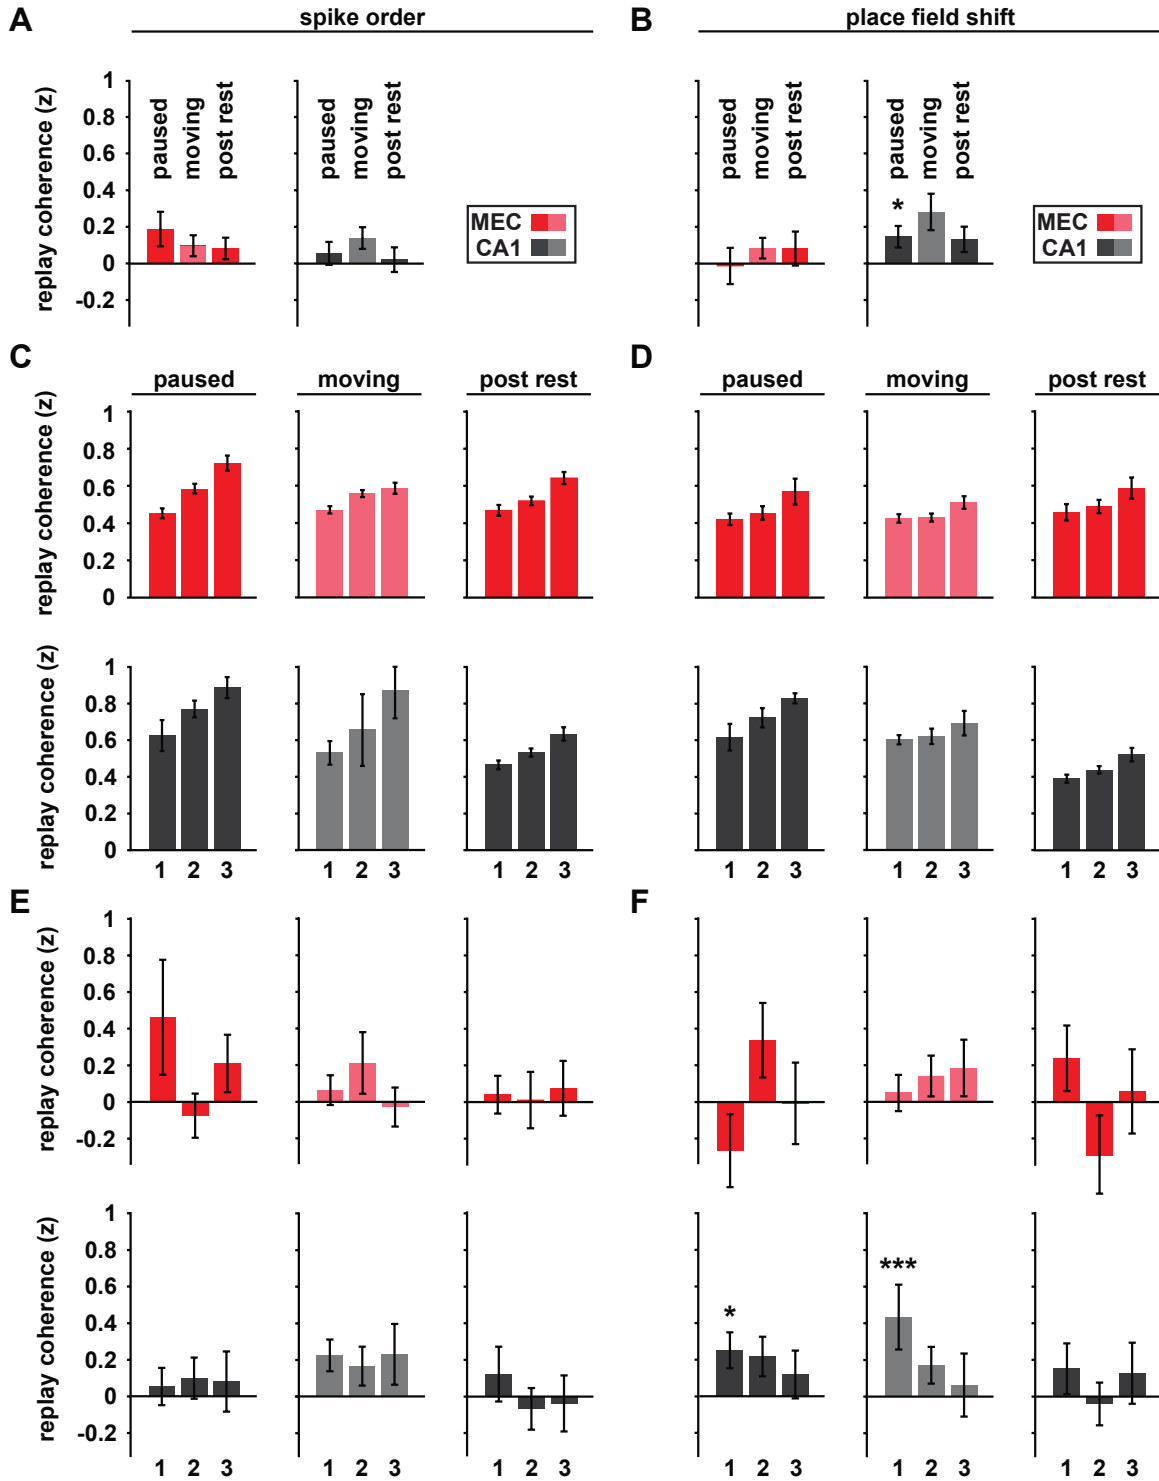 A
spike order
B
place field shift
replay coherence (z)
1
0.8
0.6
0.4
0.2
0
-0.2
paused
moving
post rest
paused
moving
post rest
MEC
CA1
paused
moving
post rest
*
paused
moving
post rest
MEC
CA1
C
paused
moving
post rest
D
paused
moving
post rest
replay coherence (z)
1
0.8
0.6
0.4
0.2
0
replay coherence (z)
1
0.8
0.6
0.4
0.2
0
1 2 3
1 2 3
1 2 3
1 2 3
1 2 3
1 2 3
E
F
replay coherence (z)
1
0.8
0.6
0.4
0.2
0
-0.2
replay coherence (z)
1
0.8
0.6
0.4
0.2
0
-0.2
*
***
1 2 3
1 2 3
1 2 3
1 2 3
1 2 3
1 2 3